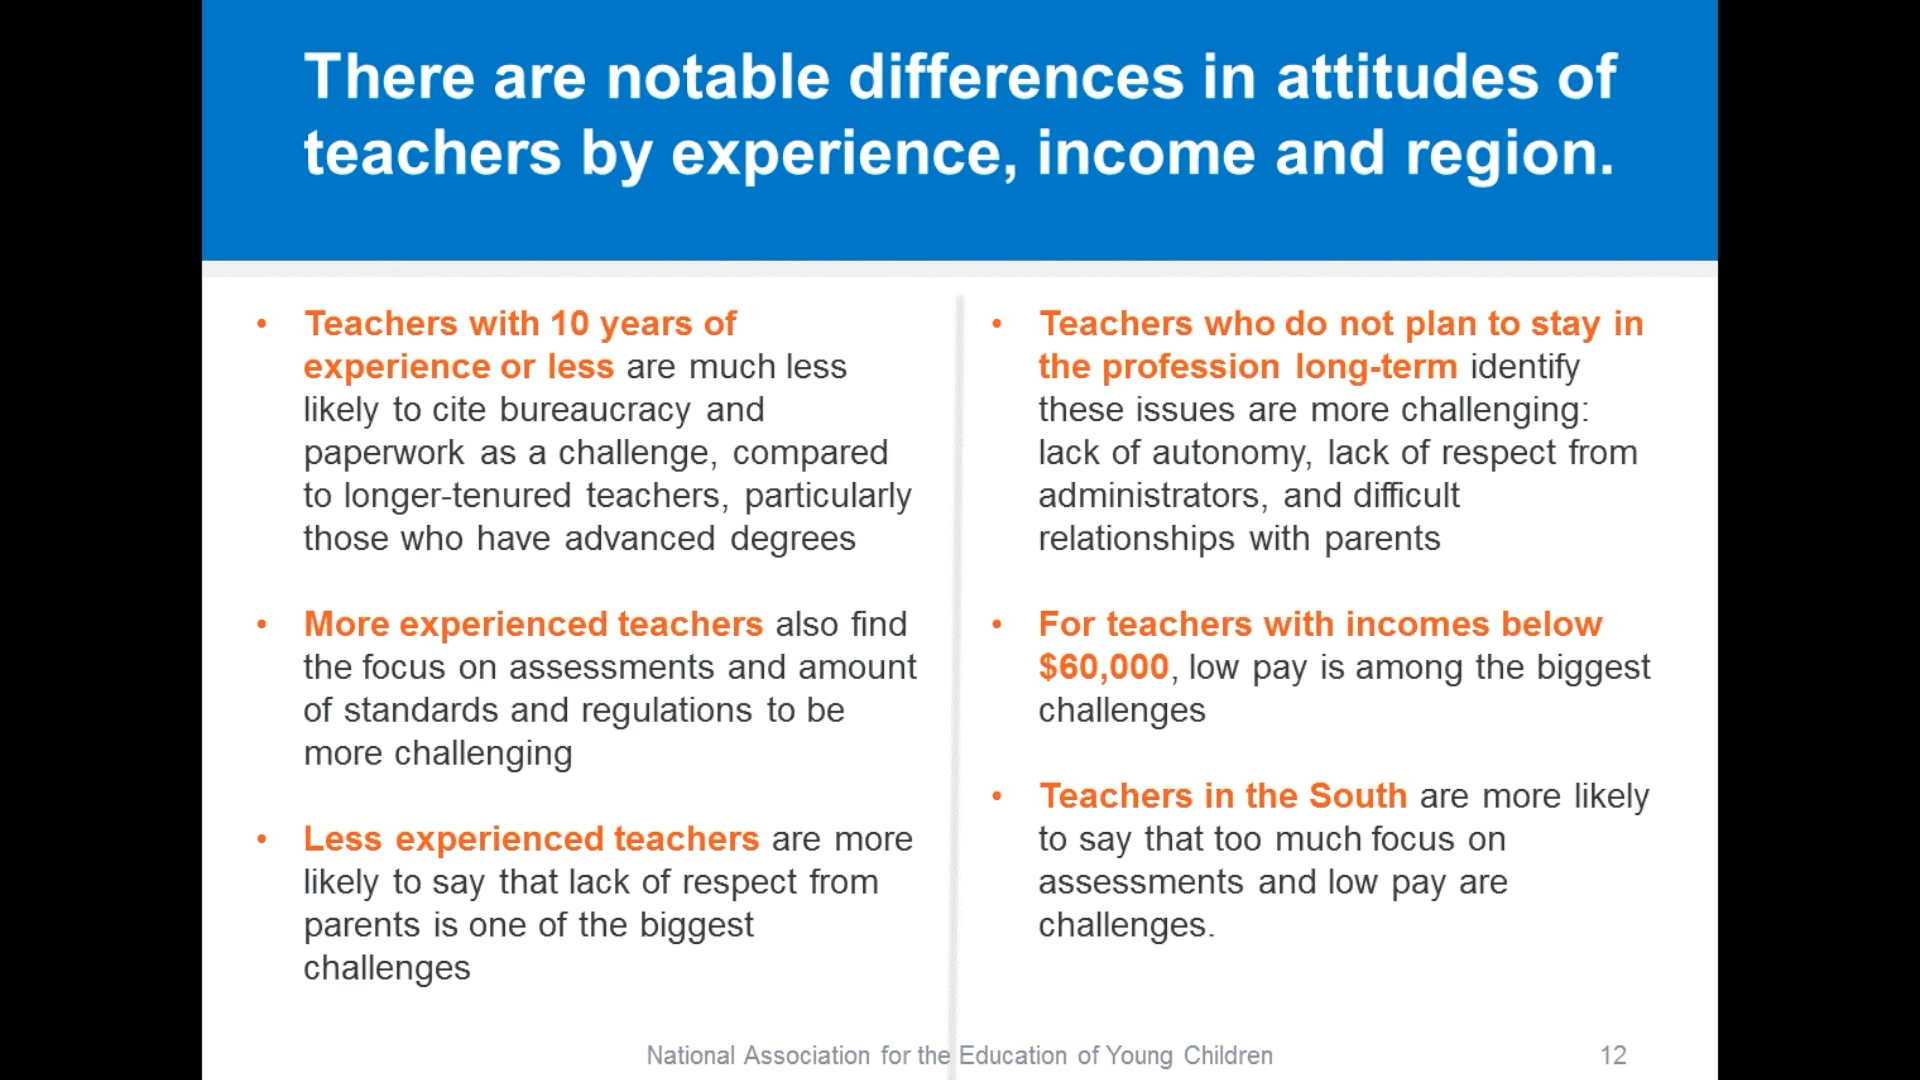 There are notable differences in attitudes of
teachers by experience, income and region.
• Teachers with 10 years of
experience or less are much less
likely to cite bureaucracy and
paperwork as a challenge, compared
to longer-tenured teachers, particularly
those who have advanced degrees
• More experienced teachers also find
the focus on assessments and amount
of standards and regulations to be
more challenging
• Less experienced teachers are more
likely to say that lack of respect from
parents is one of the biggest
challenges
• Teachers who do not plan to stay in
the profession long-term identify
these issues are more challenging:
lack of autonomy, lack of respect from
administrators, and difficult
relationships with parents
• For teachers with incomes below
$60,000, low pay is among the biggest
challenges
• Teachers in the South are more likely
to say that too much focus on
assessments and low pay are
challenges.
National Association for the Education of Young Children
12